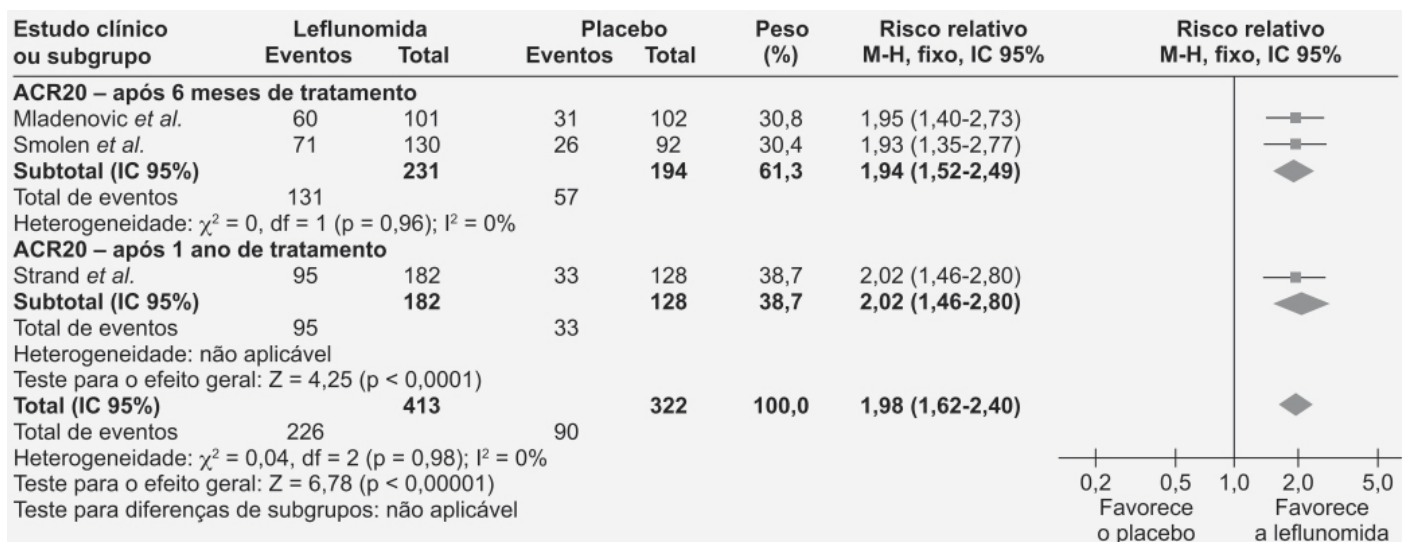 Estudo clínico Leflunomida Placebo Peso Risco relativo Risco relativo
ou subgrupo Eventos Total Eventos Total (%) M-H, fixo, IC 95% M-H, fixo, IC 95%
ACR20 – após 6 meses de tratamento
Mladenovic et al. 60 101 31 102 30,8 1,95 (1,40-2,73)
Smolen et al. 71 130 26 92 30,4 1,93 (1,35-2,77)
Subtotal (IC 95%) 231 194 61,3 1,94 (1,52-2,49)
Total de eventos 131 57
Heterogeneidade: χ² = 0, df = 1 (p = 0,96); I² = 0%
ACR20 – após 1 ano de tratamento
Strand et al. 95 182 33 128 38,7 2,02 (1,46-2,80)
Subtotal (IC 95%) 182 128 38,7 2,02 (1,46-2,80)
Total de eventos 95 33
Heterogeneidade: não aplicável
Teste para o efeito geral: Z = 4,25 (p < 0,0001)
Total (IC 95%) 413 322 100,0 1,98 (1,62-2,40)
Total de eventos 226 90
Heterogeneidade: χ² = 0,04, df = 2 (p = 0,98); I² = 0%
Teste para o efeito geral: Z = 6,78 (p < 0,00001)
Teste para diferenças de subgrupos: não aplicável
0,2 0,5 1,0 2,0 5,0
Favorece Favorece
o placebo a leflunomida